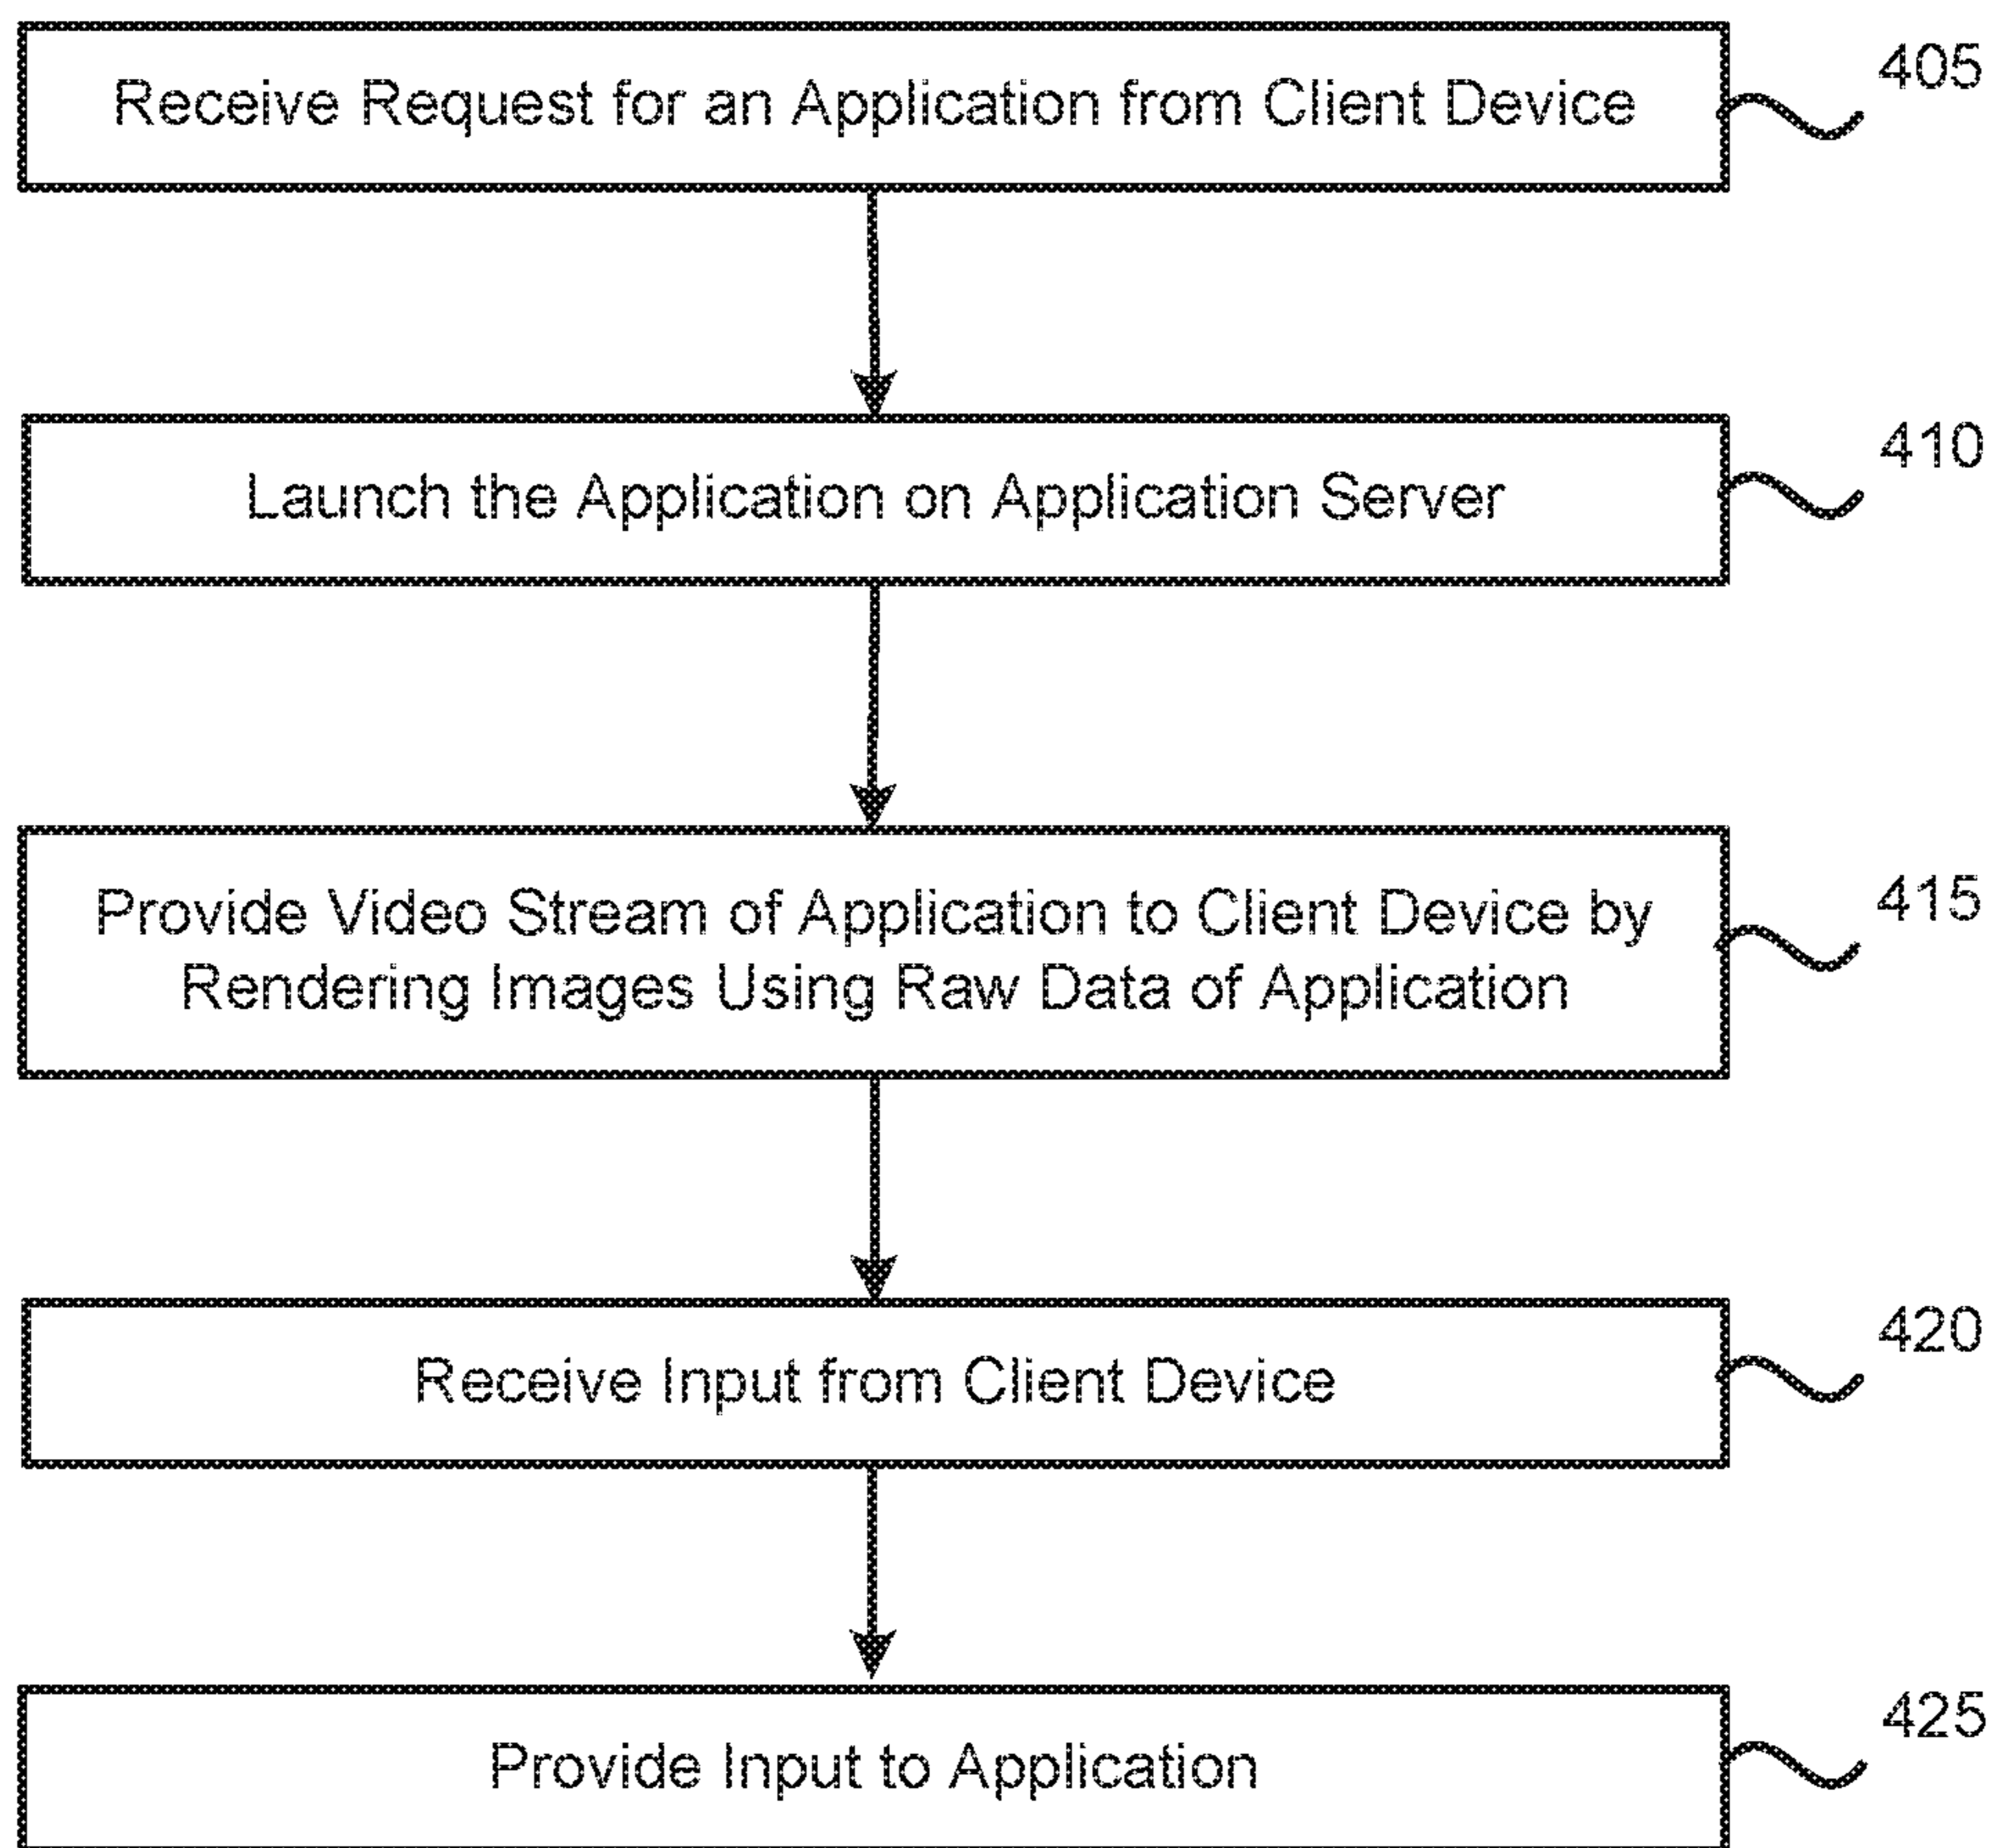 Receive Request for an Application from Client Device
405
Launch the Application on Application Server
410
Provide Video Stream of Application to Client Device by
Rendering Images Using Raw Data of Application
415
Receive Input from Client Device
420
Provide Input to Application
425